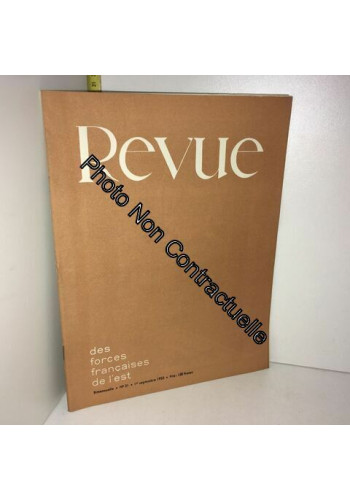 Revue
Photo Non Contractuelle
des
forces
françaises
de l'est